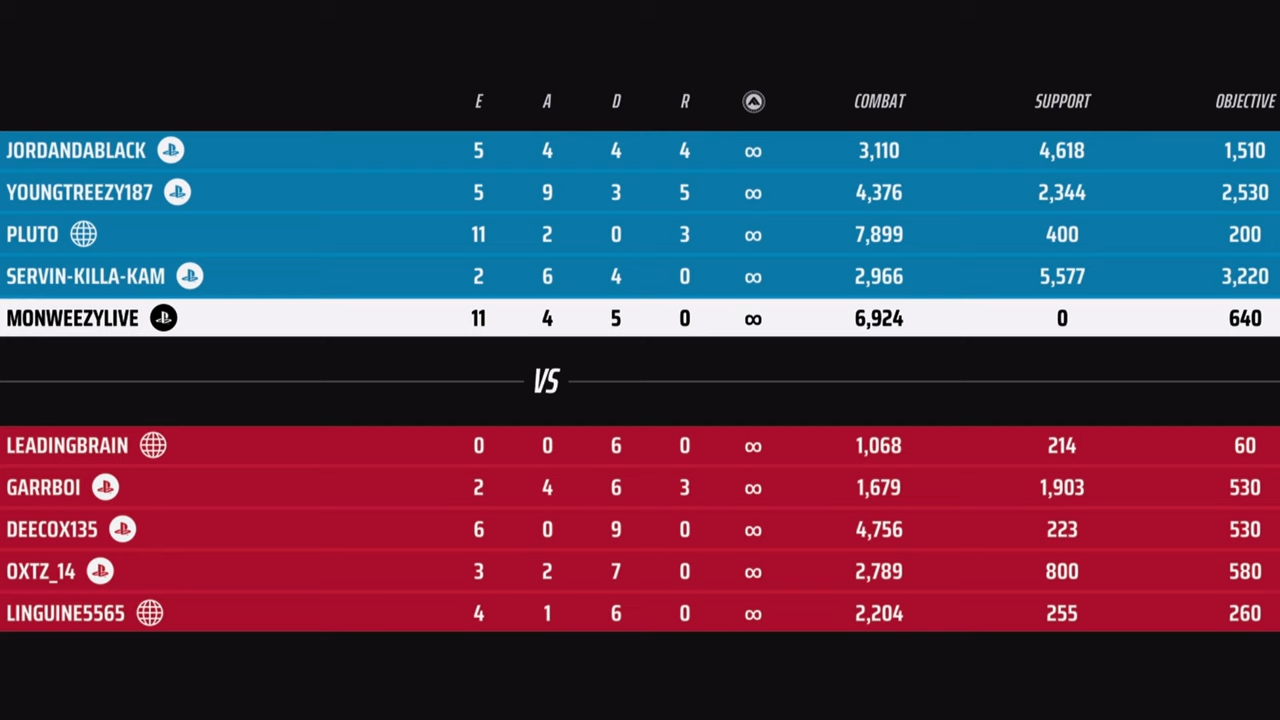 E A D R COMBAT SUPPORT OBJECTIVE
JORDANDABLACK 5 4 4 4 ∞ 3,110 4,618 1,510
YOUNGTREEZY187 5 9 3 5 ∞ 4,376 2,344 2,530
PLUTO 11 2 0 3 ∞ 7,899 400 200
SERVIN-KILLA-KAM 2 6 4 0 ∞ 2,966 5,577 3,220
MONWEEZYLIVE 11 4 5 0 ∞ 6,924 0 640
VS
LEADINGBRAIN 0 0 6 0 ∞ 1,068 214 60
GARRBOI 2 4 6 3 ∞ 1,679 1,903 530
DEECOX135 6 0 9 0 ∞ 4,756 223 530
OXTZ_14 3 2 7 0 ∞ 2,789 800 580
LINGUINE5565 4 1 6 0 ∞ 2,204 255 260